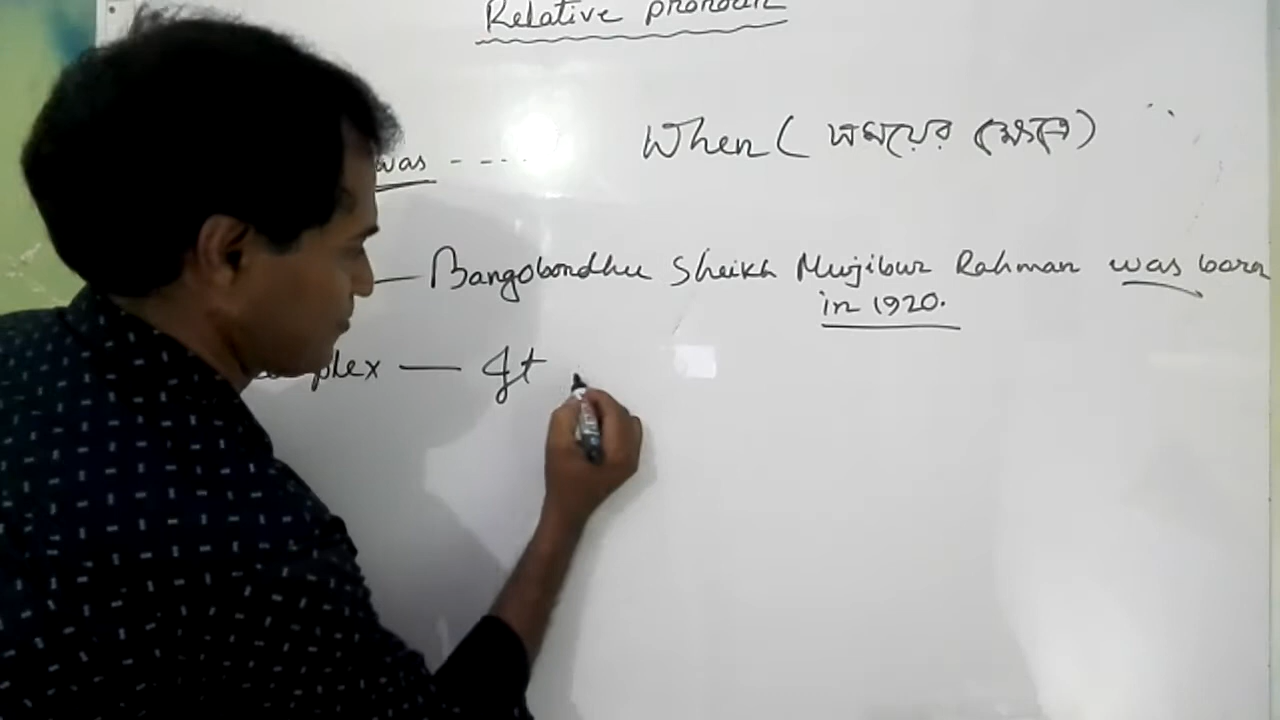 Relative pronoun
was - - - . .
When ( সময়ের ক্ষেত্রে )
— Bangobondhu Sheikh Mujibur Rahman was born
in 1920.
plex — It